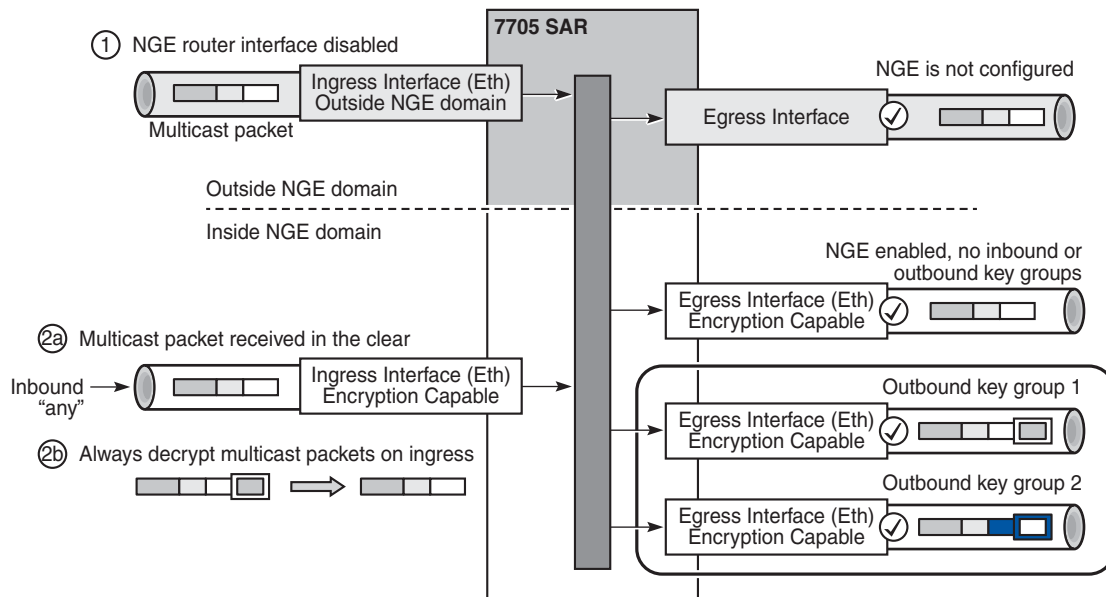 7705 SAR
1 NGE router interface disabled
Ingress Interface (Eth)
Outside NGE domain
Multicast packet
NGE is not configured
Egress Interface
Outside NGE domain
Inside NGE domain
NGE enabled, no inbound or
outbound key groups
Egress Interface (Eth)
Encryption Capable
2a Multicast packet received in the clear
Inbound
“any”
Ingress Interface (Eth)
Encryption Capable
2b Always decrypt multicast packets on ingress
Outbound key group 1
Egress Interface (Eth)
Encryption Capable
Outbound key group 2
Egress Interface (Eth)
Encryption Capable